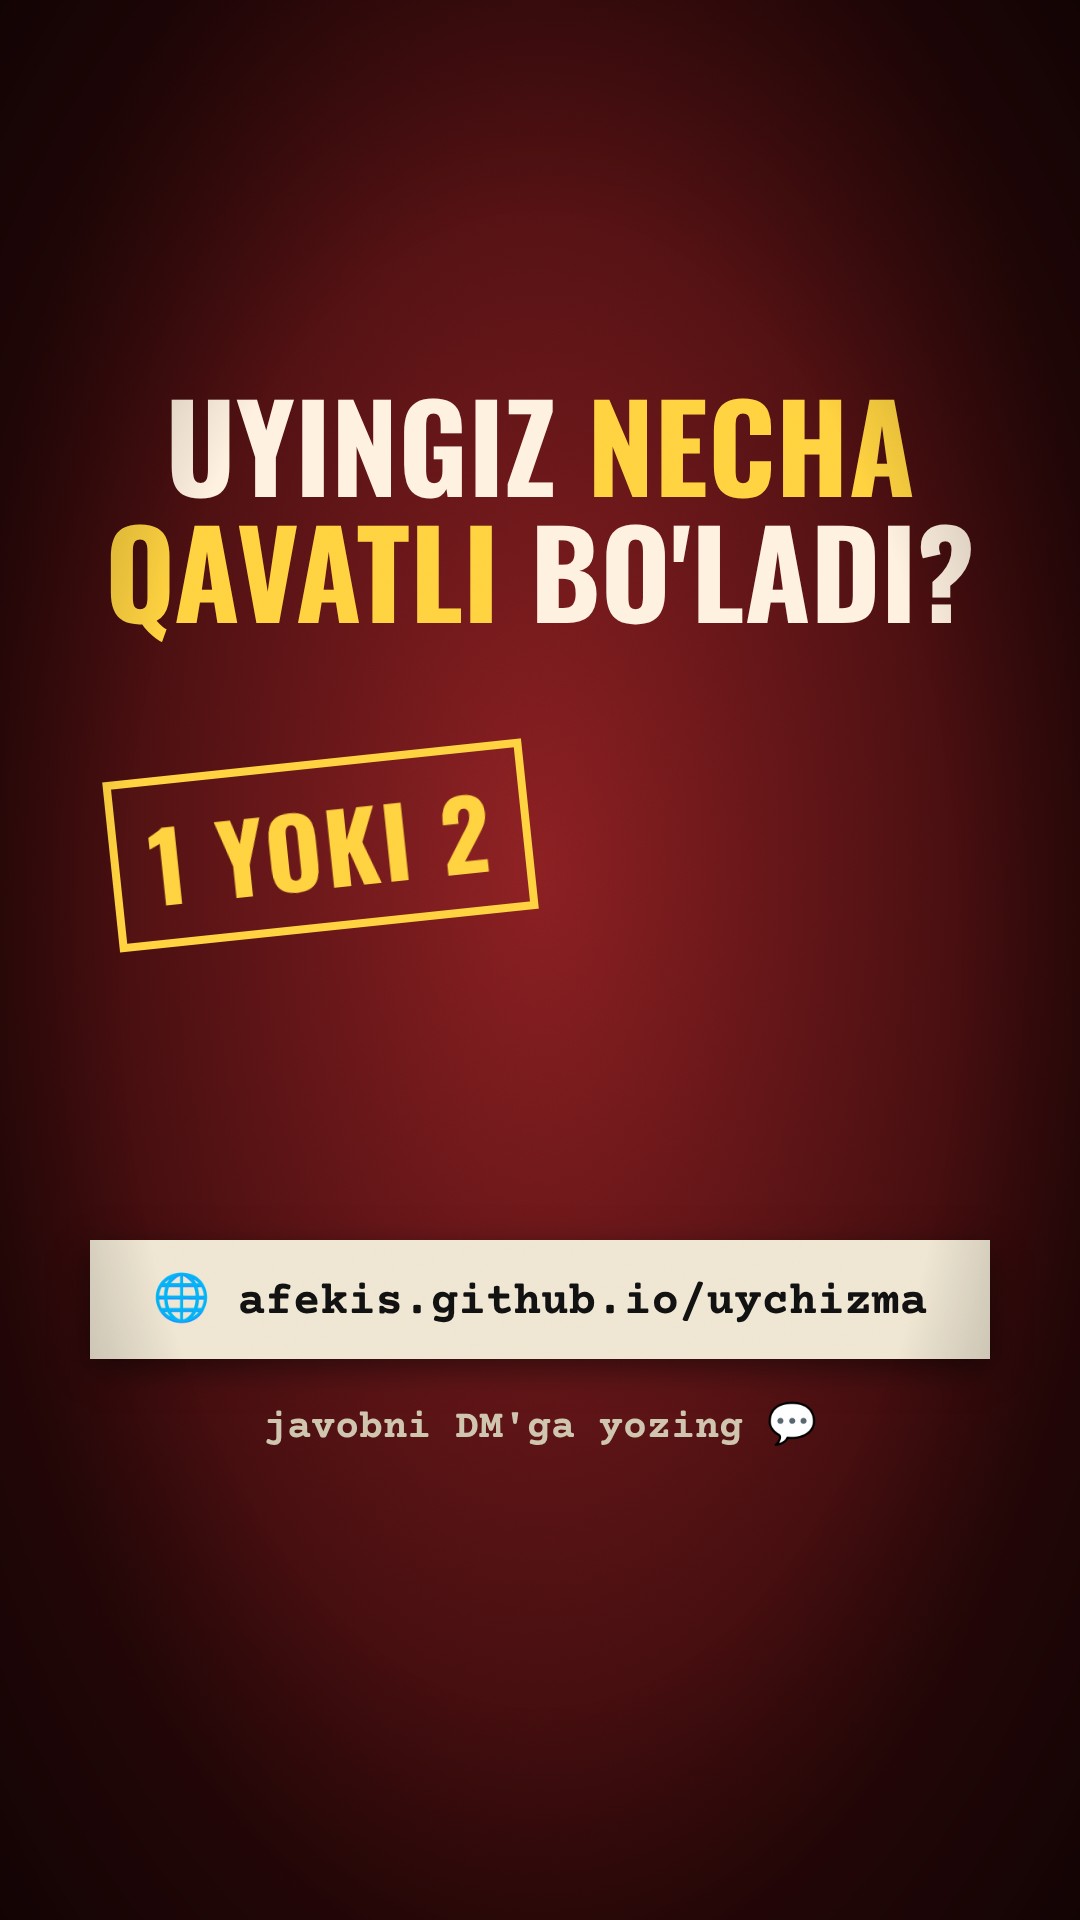 UYINGIZ NECHA
QAVATLI BO'LADI?
1 YOKI 2
🌐 afekis.github.io/uychizma
javobni DM'ga yozing 💬